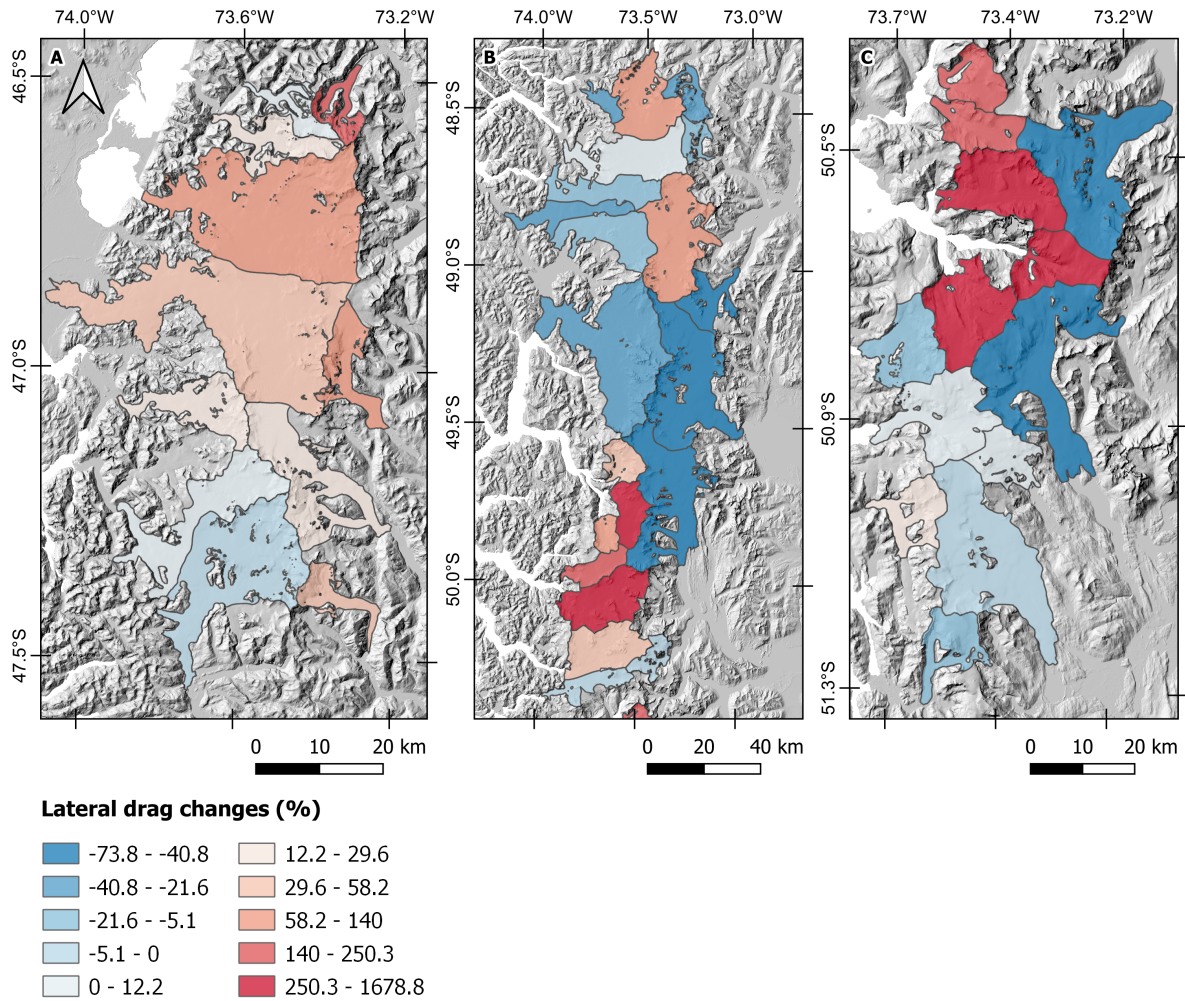 74.0°W 73.6°W 73.2°W
74.0°W 73.5°W 73.0°W
73.7°W 73.4°W 73.2°W
A
B
C
46.5°S
47.0°S
47.5°S
48.5°S
49.0°S
49.5°S
50.0°S
50.5°S
50.9°S
51.3°S
0 10 20 km
0 20 40 km
0 10 20 km
Lateral drag changes (%)
-73.8 - -40.8
-40.8 - -21.6
-21.6 - -5.1
-5.1 - 0
0 - 12.2
12.2 - 29.6
29.6 - 58.2
58.2 - 140
140 - 250.3
250.3 - 1678.8